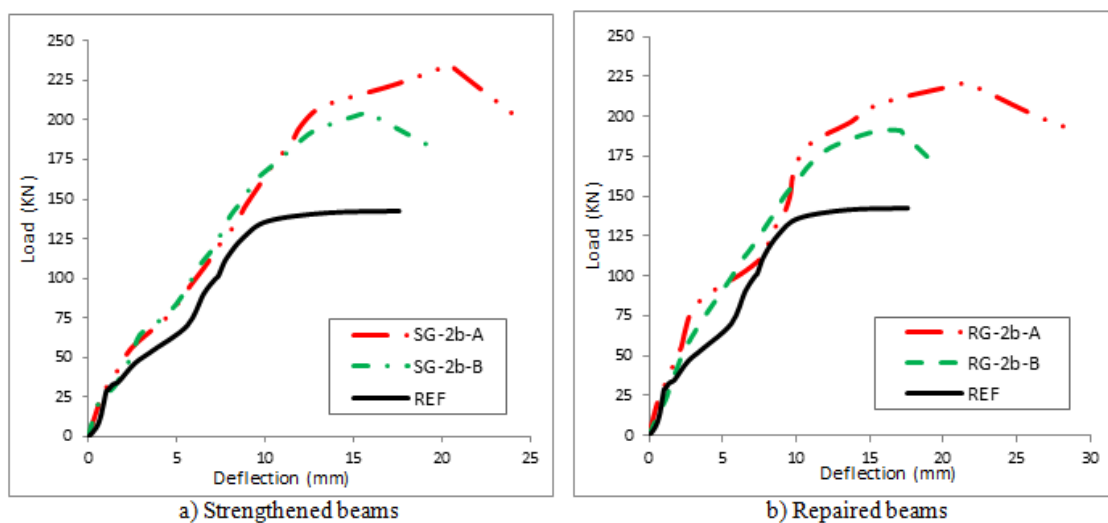 250
225
200
175
150
125
100
75
50
25
0
Load (KN)
SG-2b-A
SG-2b-B
REF
0 5 10 15 20 25
Deflection (mm)
a) Strengthened beams
250
225
200
175
150
125
100
75
50
25
0
Load (KN)
RG-2b-A
RG-2b-B
REF
0 5 10 15 20 25 30
Deflection (mm)
b) Repaired beams